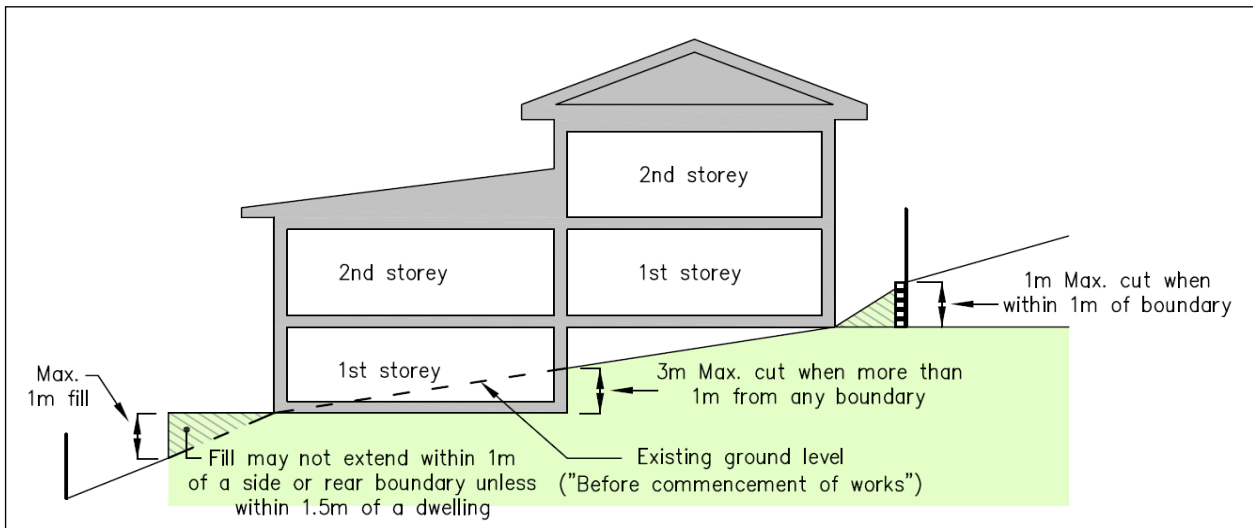 2nd storey
2nd storey
1st storey
1m Max. cut when
within 1m of boundary
1st storey
3m Max. cut when more than
1m from any boundary
Max.
1m fill
Fill may not extend within 1m
of a side or rear boundary unless
within 1.5m of a dwelling
Existing ground level
("Before commencement of works")